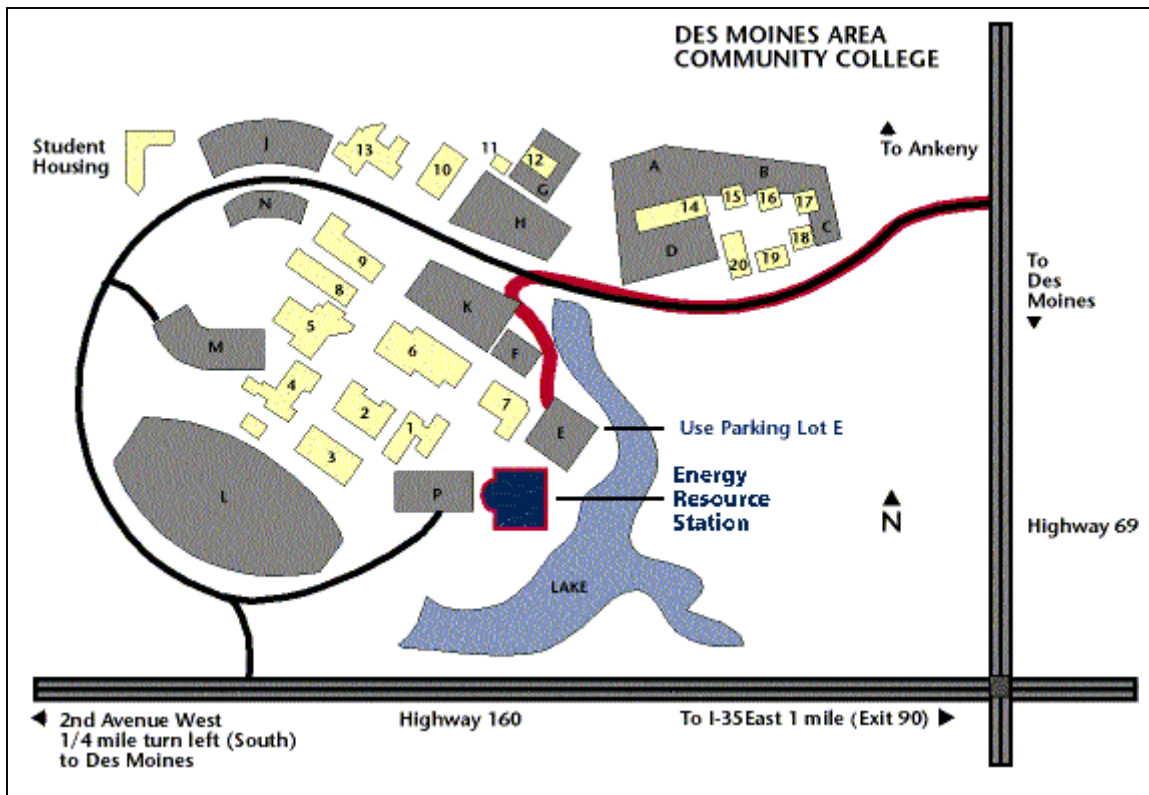 DES MOINES AREA
COMMUNITY COLLEGE
Student
Housing
J
13
10
11
12
G
A
B
To Ankeny
N
H
14
15
16
17
C
18
D
20
19
9
8
K
To
Des
Moines
M
5
6
F
4
2
1
7
E
Use Parking Lot E
3
L
P
Energy
Resource
Station
N
Highway 69
LAKE
2nd Avenue West
1/4 mile turn left (South)
to Des Moines
Highway 160
To I-35East 1 mile (Exit 90)